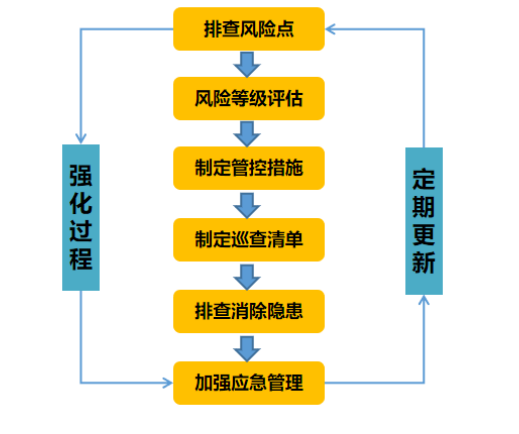 排查风险点
风险等级评估
制定管控措施
制定巡查清单
排查消除隐患
加强应急管理
强化过程
定期更新